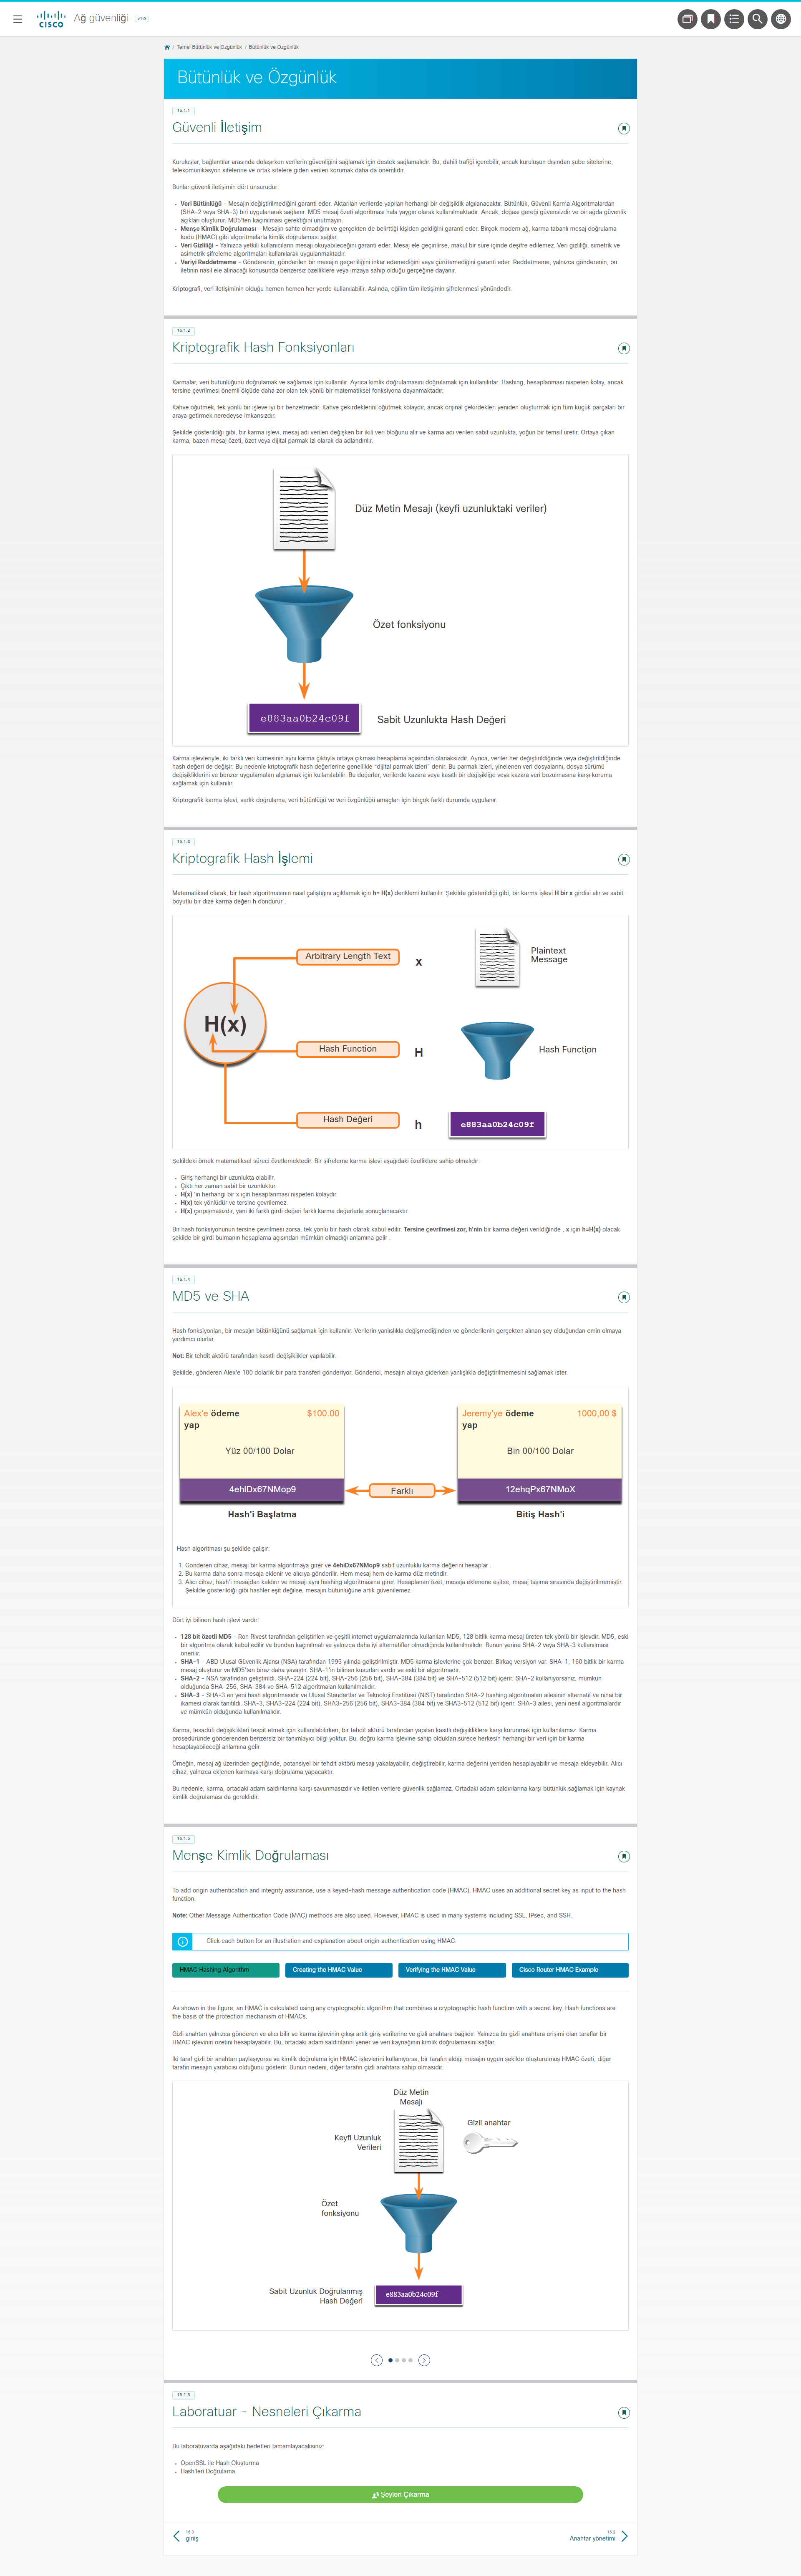 CISCO
Ağ güvenliği
v1.0
/ Temel Bütünlük ve Özgünlük / Bütünlük ve Özgünlük
Bütünlük ve Özgünlük
16.1.1
Güvenli İletişim
Kuruluşlar, bağlantılar arasında dolaşırken verilerin güvenliğini sağlamak için destek sağlamalıdır. Bu, dahili trafiği içerebilir, ancak kuruluşun dışından şube sitelerine,
telekomünikasyon sitelerine ve ortak sitelere giden verileri korumak daha da önemlidir.
Bunlar güvenli iletişimin dört unsurudur:
Veri Bütünlüğü - Mesajın değiştirilmediğini garanti eder. Aktarılan verilerde yapılan herhangi bir değişiklik algılanacaktır. Bütünlük, Güvenli Karma Algoritmalardan
(SHA-2 veya SHA-3) biri uygulanarak sağlanır. MD5 mesaj özeti algoritması hala yaygın olarak kullanılmaktadır. Ancak, doğası gereği güvensizdir ve bir ağda güvenlik
açıkları oluşturur. MD5'ten kaçınılması gerektiğini unutmayın.
Menşe Kimlik Doğrulaması - Mesajın sahte olmadığını ve gerçekten de belirttiği kişiden geldiğini garanti eder. Birçok modern ağ, karma tabanlı mesaj doğrulama
kodu (HMAC) gibi algoritmalarla kimlik doğrulaması sağlar.
Veri Gizliliği - Yalnızca yetkili kullanıcıların mesajı okuyabileceğini garanti eder. Mesaj ele geçirilirse, makul bir süre içinde deşifre edilemez. Veri gizliliği, simetrik ve
asimetrik şifreleme algoritmaları kullanılarak uygulanmaktadır.
Veriyi Reddetmeme - Gönderenin, gönderilen bir mesajın geçerliliğini inkar edemediğini veya çürütemediğini garanti eder. Reddetmeme, yalnızca gönderenin, bu
iletinin nasıl ele alınacağı konusunda benzersiz özelliklere veya imzaya sahip olduğu gerçeğine dayanır.
Kriptografi, veri iletişiminin olduğu hemen hemen her yerde kullanılabilir. Aslında, eğilim tüm iletişimin şifrelenmesi yönündedir.
16.1.2
Kriptografik Hash Fonksiyonları
Karmalar, veri bütünlüğünü doğrulamak ve sağlamak için kullanılır. Ayrıca kimlik doğrulamasını doğrulamak için kullanılırlar. Hashing, hesaplanması nispeten kolay, ancak
tersine çevrilmesi önemli ölçüde daha zor olan tek yönlü bir matematiksel fonksiyona dayanmaktadır.
Kahve öğütmek, tek yönlü bir işleve iyi bir benzetmedir. Kahve çekirdeklerini öğütmek kolaydır, ancak orijinal çekirdekleri yeniden oluşturmak için tüm küçük parçaları bir
araya getirmek neredeyse imkansızdır.
Şekilde gösterildiği gibi, bir karma işlevi, mesaj adı verilen değişken bir ikili veri bloğunu alır ve karma adı verilen sabit uzunlukta, yoğun bir temsil üretir. Ortaya çıkan
karma, bazen mesaj özeti, özet veya dijital parmak izi olarak da adlandırılır.
Düz Metin Mesajı (keyfi uzunluktaki veriler)
Özet fonksiyonu
e883aa0b24c09f
Sabit Uzunlukta Hash Değeri
Karma işlevleriyle, iki farklı veri kümesinin aynı karma çıktıyla ortaya çıkması hesaplama açısından olanaksızdır. Ayrıca, veriler her değiştirildiğinde veya değiştirildiğinde
hash değeri de değişir. Bu nedenle kriptografik hash değerlerine genellikle "dijital parmak izleri" denir. Bu parmak izleri, yinelenen veri dosyalarını, dosya sürümü
değişikliklerini ve benzer uygulamaları algılamak için kullanılabilir. Bu değerler, verilerde kazara veya kasıtlı bir değişikliğe veya kazara veri bozulmasına karşı koruma
sağlamak için kullanılır.
Kriptografik karma işlevi, varlık doğrulama, veri bütünlüğü ve veri özgünlüğü amaçları için birçok farklı durumda uygulanır.
16.1.3
Kriptografik Hash İşlemi
Matematiksel olarak, bir hash algoritmasının nasıl çalıştığını açıklamak için h= H(x) denklemi kullanılır. Şekilde gösterildiği gibi, bir karma işlevi H bir x girdisi alır ve sabit
boyutlu bir dize karma değeri h döndürür .
Arbitrary Length Text
x
Plaintext
Message
H(x)
Hash Function
H
Hash Function
Hash Değeri
h
e883aa0b24c09f
Şekildeki örnek matematiksel süreci özetlemektedir. Bir şifreleme karma işlevi aşağıdaki özelliklere sahip olmalıdır:
Giriş herhangi bir uzunlukta olabilir.
Çıktı her zaman sabit bir uzunluktur.
H(x) 'ın herhangi bir x için hesaplanması nispeten kolaydır.
H(x) tek yönlüdür ve tersine çevrilemez.
H(x) çarpışmasızdır, yani iki farklı girdi değeri farklı karma değerlerle sonuçlanacaktır.
Bir hash fonksiyonunun tersine çevrilmesi zorsa, tek yönlü bir hash olarak kabul edilir. Tersine çevrilmesi zor, h'nin bir karma değeri verildiğinde , x için h=H(x) olacak
şekilde bir girdi bulmanın hesaplama açısından mümkün olmadığı anlamına gelir .
16.1.4
MD5 ve SHA
Hash fonksiyonları, bir mesajın bütünlüğünü sağlamak için kullanılır. Verilerin yanlışlıkla değişmediğinden ve gönderilenin gerçekten alınan şey olduğundan emin olmaya
yardımcı olurlar
Not: Bir tehdit aktörü tarafından kasıtlı değişiklikler yapılabilir.
Şekilde, gönderen Alex'e 100 dolarlık bir para transferi gönderiyor. Gönderici, mesajın alıcıya giderken yanlışlıkla değiştirilmemesini sağlamak ister.
Alex'e ödeme
yap
$100.00
Yüz 00/100 Dolar
4ehIDx67NMop9
Hash'i Başlatma
Farklı
Jeremy'ye ödeme
yap
1000,00 $
Bin 00/100 Dolar
12ehqPx67NMoX
Bitiş Hash'i
Hash algoritması şu şekilde çalışır:
1. Gönderen cihaz, mesajı bir karma algoritmaya girer ve 4ehiDx67NMop9 sabit uzunluklu karma değerini hesaplar .
2. Bu karma daha sonra mesaja eklenir ve alıcıya gönderilir. Hem mesaj hem de karma düz metindir.
3. Alıcı cihaz, hash'i mesajdan kaldırır ve mesajı aynı hashing algoritmasına girer. Hesaplanan özet, mesaja eklenene eşitse, mesaj taşıma sırasında değiştirilmemiştir.
Şekilde gösterildiği gibi hashler eşit değilse, mesajın bütünlüğüne artık güvenilemez.
Dört iyi bilinen hash işlevi vardır:
128 bit özetli MD5 - Ron Rivest tarafından geliştirilen ve çeşitli internet uygulamalarında kullanılan MD5, 128 bitlik karma mesaj üreten tek yönlü bir işlevdir. MD5, eski
bir algoritma olarak kabul edilir ve bundan kaçınılmalı ve yalnızca daha iyi alternatifler olmadığında kullanılmalıdır. Bunun yerine SHA-2 veya SHA-3 kullanılması
önerilir.
SHA-1 - ABD Ulusal Güvenlik Ajansı (NSA) tarafından 1995 yılında geliştirilmiştir. MD5 karma işlevlerine çok benzer. Birkaç versiyon var. SHA-1, 160 bitlik bir karma
mesaj oluşturur ve MD5'ten biraz daha yavaştır. SHA-1'in bilinen kusurları vardır ve eski bir algoritmadır.
SHA-2 - NSA tarafından geliştirildi. SHA-224 (224 bit), SHA-256 (256 bit), SHA-384 (384 bit) ve SHA-512 (512 bit) içerir. SHA-2 kullanıyorsanız, mümkün
olduğunda SHA-256, SHA-384 ve SHA-512 algoritmaları kullanılmalıdır.
SHA-3 - SHA-3 en yeni hash algoritmasıdır ve Ulusal Standartlar ve Teknoloji Enstitüsü (NIST) tarafından SHA-2 hashing algoritmaları ailesinin alternatif ve nihai bir
ikamesi olarak tanıtıldı. SHA-3, SHA3-224 (224 bit), SHA3-256 (256 bit), SHA3-384 (384 bit) ve SHA3-512 (512 bit) içerir. SHA-3 ailesi, yeni nesil algoritmalardır
ve mümkün olduğunda kullanılmalıdır.
Karma, tesadüfi değişiklikleri tespit etmek için kullanılabilirken, bir tehdit aktörü tarafından yapılan kasıtlı değişikliklere karşı korunmak için kullanılamaz. Karma
prosedüründe gönderenden benzersiz bir tanımlayıcı bilgi yoktur. Bu, doğru karma işlevine sahip oldukları sürece herkesin herhangi bir veri için bir karma
hesaplayabileceği anlamına gelir.
Örneğin, mesaj ağ üzerinden geçtiğinde, potansiyel bir tehdit aktörü mesajı yakalayabilir, değiştirebilir, karma değerini yeniden hesaplayabilir ve mesaja ekleyebilir. Alıcı
cihaz, yalnızca eklenen karmaya karşı doğrulama yapacaktır.
Bu nedenle, karma, ortadaki adam saldırılarına karşı savunmasızdır ve iletilen verilere güvenlik sağlamaz. Ortadaki adam saldırılarına karşı bütünlük sağlamak için kaynak
kimlik doğrulaması da gereklidir.
16.1.5
Menşe Kimlik Doğrulaması
To add origin authentication and integrity assurance, use a keyed-hash message authentication code (HMAC). HMAC uses an additional secret key as input to the hash
function.
Note: Other Message Authentication Code (MAC) methods are also used. However, HMAC is used in many systems including SSL, IPsec, and SSH.
Click each button for an illustration and explanation about origin authentication using HMAC.
HMAC Hashing Algorithm
Creating the HMAC Value
Verifying the HMAC Value
Cisco Router HMAC Example
As shown in the figure, an HMAC is calculated using any cryptographic algorithm that combines a cryptographic hash function with a secret key. Hash functions are
the basis of the protection mechanism of HMACs.
Gizli anahtarı yalnızca gönderen ve alıcı bilir ve karma işlevinin çıkışı artık giriş verilerine ve gizli anahtara bağlıdır. Yalnızca bu gizli anahtara erişimi olan taraflar bir
HMAC işlevinin özetini hesaplayabilir. Bu, ortadaki adam saldırılarını yener ve veri kaynağının kimlik doğrulamasını sağlar.
İki taraf gizli bir anahtarı paylaşıyorsa ve kimlik doğrulama için HMAC işlevlerini kullanıyorsa, bir tarafın aldığı mesajın uygun şekilde oluşturulmuş HMAC özeti, diğer
tarafın mesajın yaratıcısı olduğunu gösterir. Bunun nedeni, diğer tarafın gizli anahtara sahip olmasıdır.
Düz Metin
Mesajı
Gizli anahtar
Keyfi Uzunluk
Verileri
Özet
fonksiyonu
Sabit Uzunluk Doğrulanmış
Hash Değeri
e883aa0b24c09f
16.1.6
Laboratuar - Nesneleri Çıkarma
Bu laboratuvarda aşağıdaki hedefleri tamamlayacaksınız:
OpenSSL ile Hash Oluşturma
Hash'leri Doğrulama
Şeyleri Çıkarma
16.0
giriş
16.2
Anahtar yönetimi